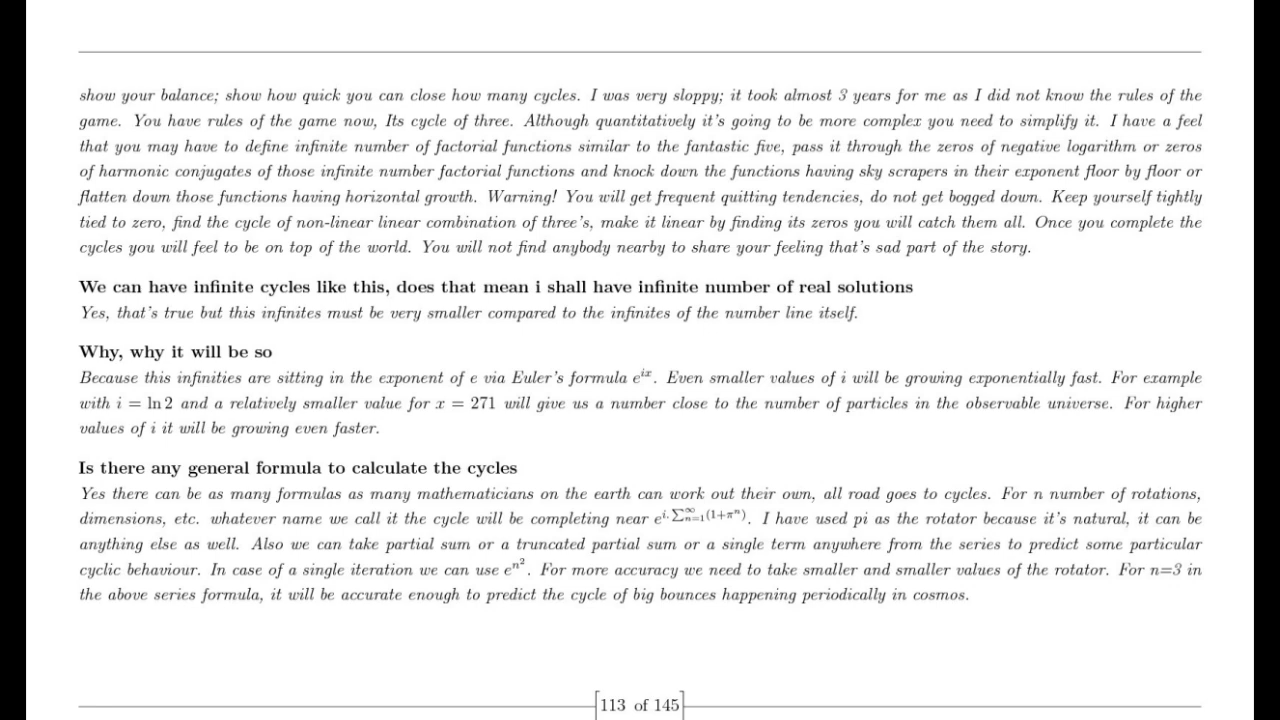 show your balance; show how quick you can close how many cycles. I was very sloppy; it took almost 3 years for me as I did not know the rules of the
game. You have rules of the game now, Its cycle of three. Although quantitatively it's going to be more complex you need to simplify it. I have a feel
that you may have to define infinite number of factorial functions similar to the fantastic five, pass it through the zeros of negative logarithm or zeros
of harmonic conjugates of those infinite number factorial functions and knock down the functions having sky scrapers in their exponent floor by floor or
flatten down those functions having horizontal growth. Warning! You will get frequent quitting tendencies, do not get bogged down. Keep yourself tightly
tied to zero, find the cycle of non-linear linear combination of three's, make it linear by finding its zeros you will catch them all. Once you complete the
cycles you will feel to be on top of the world. You will not find anybody nearby to share your feeling that's sad part of the story.
We can have infinite cycles like this, does that mean i shall have infinite number of real solutions
Yes, that's true but this infinites must be very smaller compared to the infinites of the number line itself.
Why, why it will be so
Because this infinities are sitting in the exponent of e via Euler's formula e^{ix}. Even smaller values of i will be growing exponentially fast. For example
with i = ln 2 and a relatively smaller value for x = 271 will give us a number close to the number of particles in the observable universe. For higher
values of i it will be growing even faster.
Is there any general formula to calculate the cycles
Yes there can be as many formulas as many mathematicians on the earth can work out their own, all road goes to cycles. For n number of rotations,
dimensions, etc. whatever name we call it the cycle will be completing near e^{i.∑_{n=1}^{∞}(1+π^n)}. I have used pi as the rotator because it's natural, it can be
anything else as well. Also we can take partial sum or a truncated partial sum or a single term anywhere from the series to predict some particular
cyclic behaviour. In case of a single iteration we can use e^{n^2}. For more accuracy we need to take smaller and smaller values of the rotator. For n=3 in
the above series formula, it will be accurate enough to predict the cycle of big bounces happening periodically in cosmos.
113 of 145